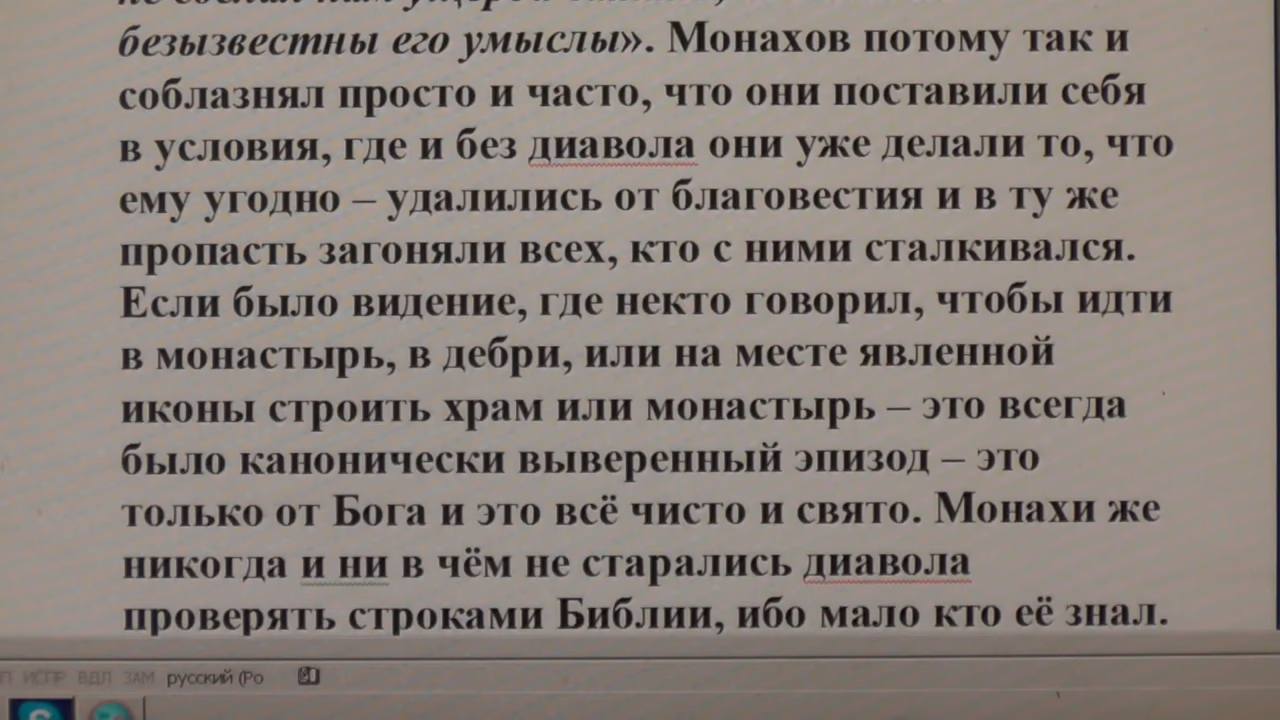 безызвестны его умыслы». Монахов потому так и
соблазнял просто и часто, что они поставили себя
в условия, где и без диавола они уже делали то, что
ему угодно – удалились от благовестия и в ту же
пропасть загоняли всех, кто с ними сталкивался.
Если было видение, где некто говорил, чтобы идти
в монастырь, в дебри, или на месте явленной
иконы строить храм или монастырь – это всегда
было канонически выверенный эпизод – это
только от Бога и это всё чисто и свято. Монахи же
никогда и ни в чём не старались диавола
проверять строками Библии, ибо мало кто её знал.
ИСПР ВДЛ ЗАМ русский (Ро